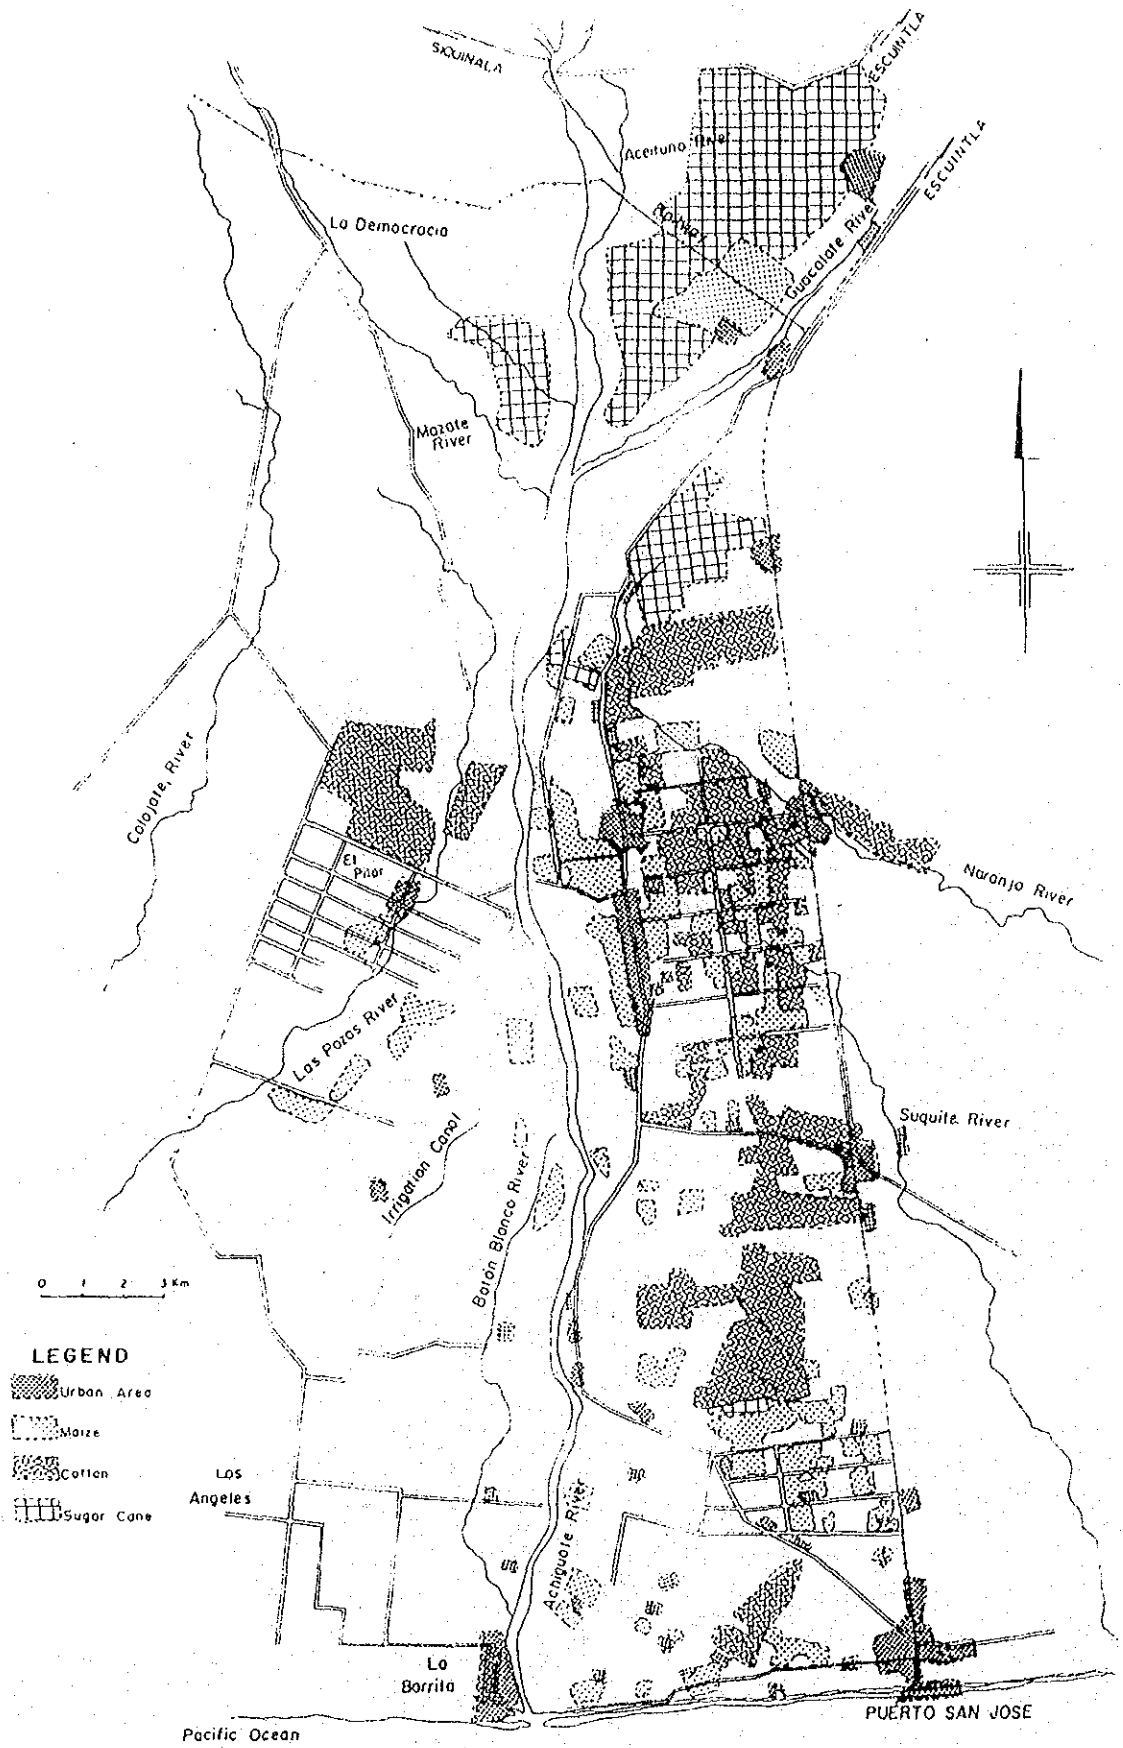 SIQUINALA
ESCUINTLA
Aceituno River
ESCUINTLA
La Democracia
Guacalate River
Mazate
River
Colojate, River
El
Pilar
Naranjo River
Las Pozas River
Suquite River
Irrigation Canal
Botón Blanco River
0 1 2 3 Km
LEGEND
Urban Area
Maize
Cotton
Sugar Cane
Los
Angeles
Achiguate River
La
Barrita
PUERTO SAN JOSE
Pacific Ocean